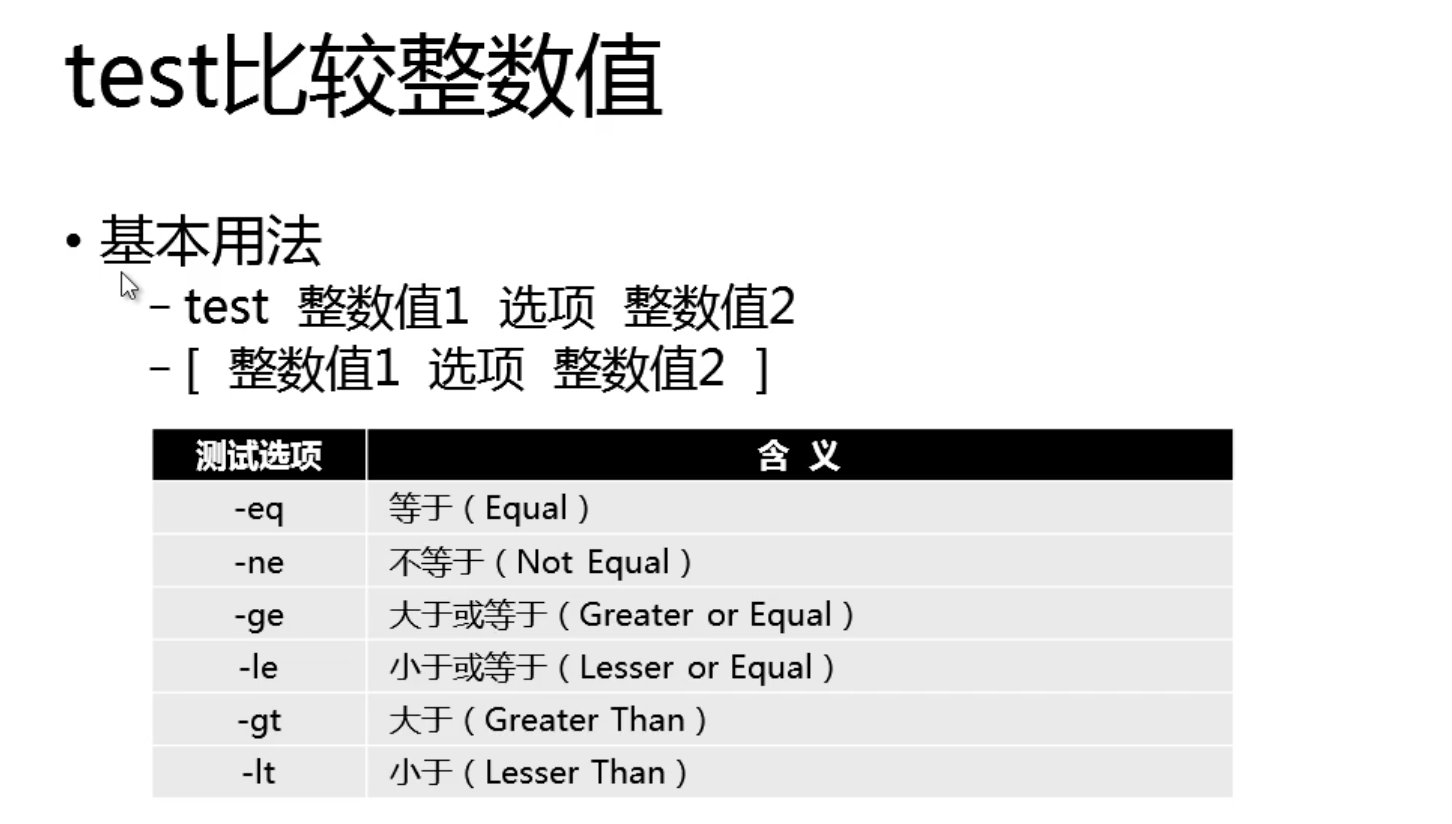 test比较整数值
• 基本用法
– test 整数值1 选项 整数值2
– [ 整数值1 选项 整数值2 ]
测试选项 含 义
-eq 等于（Equal）
-ne 不等于（Not Equal）
-ge 大于或等于（Greater or Equal）
-le 小于或等于（Lesser or Equal）
-gt 大于（Greater Than）
-lt 小于（Lesser Than）